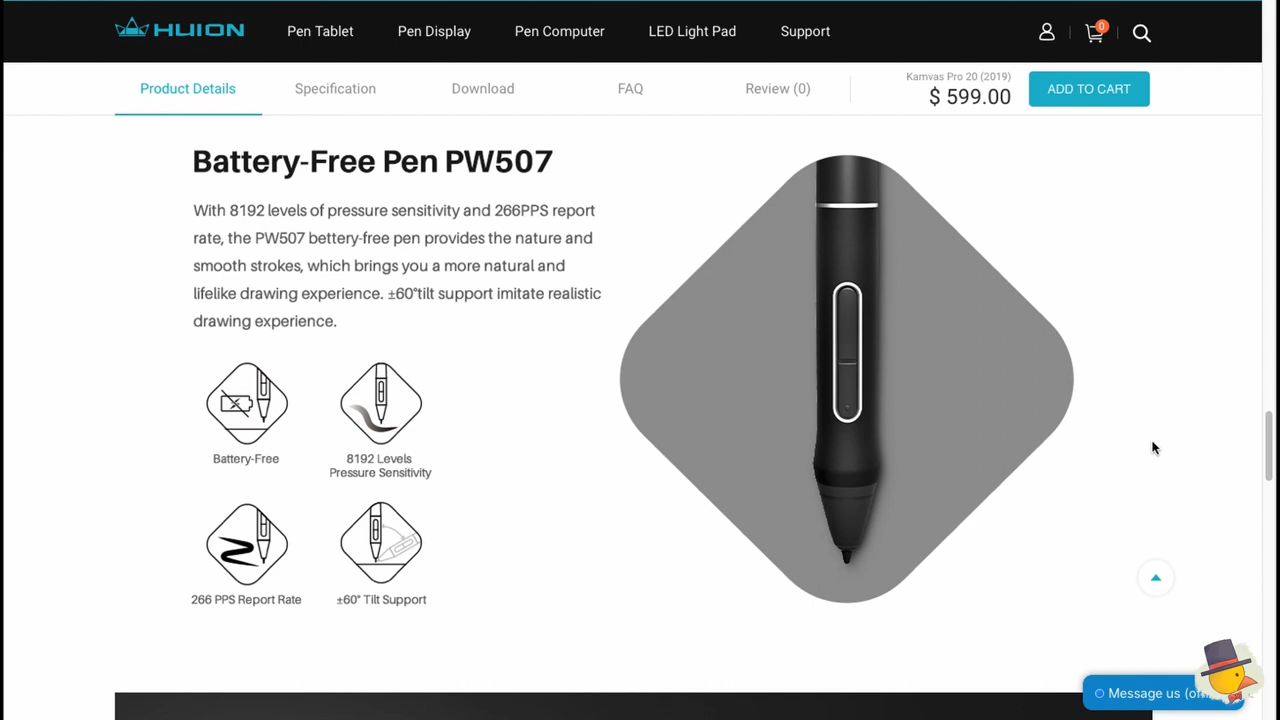 HUION
Pen Tablet
Pen Display
Pen Computer
LED Light Pad
Support
0
Product Details
Specification
Download
FAQ
Review (0)
Kamvas Pro 20 (2019)
$ 599.00
ADD TO CART
Battery-Free Pen PW507
With 8192 levels of pressure sensitivity and 266PPS report
rate, the PW507 bettery-free pen provides the nature and
smooth strokes, which brings you a more natural and
lifelike drawing experience. ±60°tilt support imitate realistic
drawing experience.
Battery-Free
8192 Levels
Pressure Sensitivity
266 PPS Report Rate
±60° Tilt Support
Message us